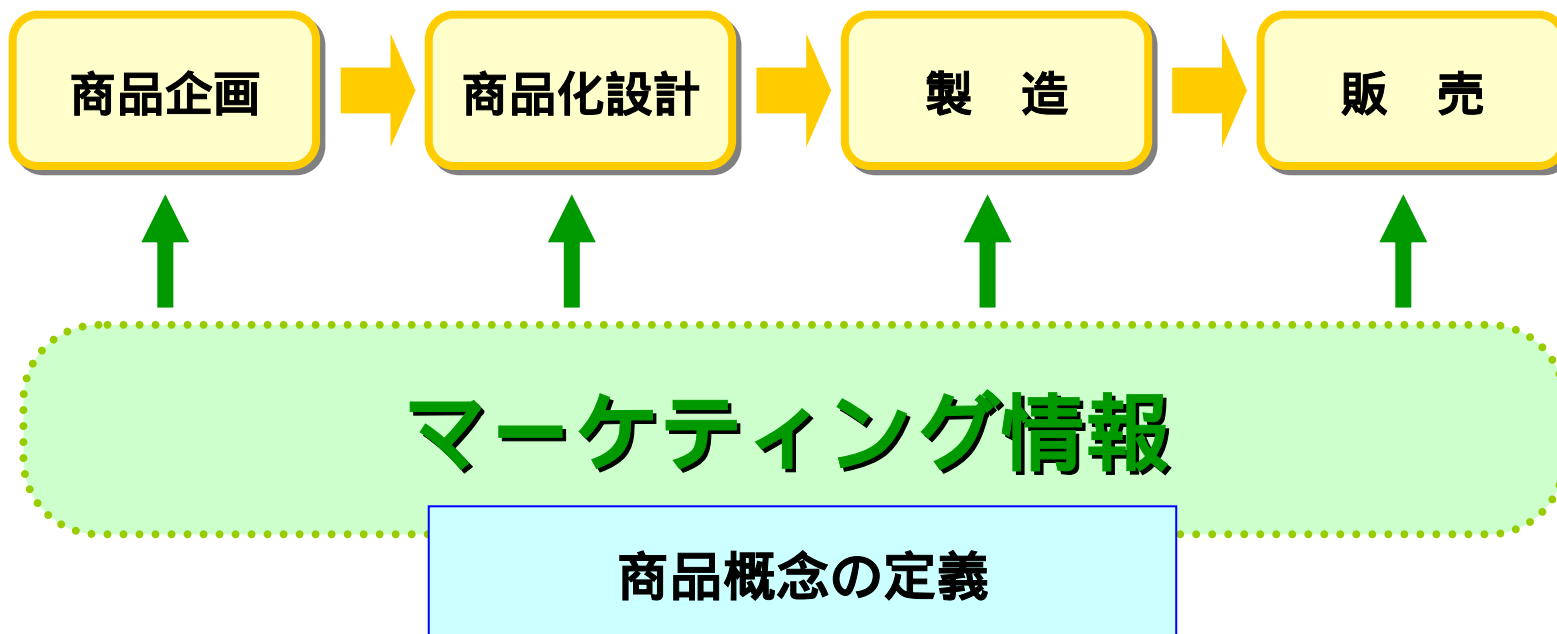 商品企画
商品化設計
製　造
販　売
マーケティング情報
商品概念の定義